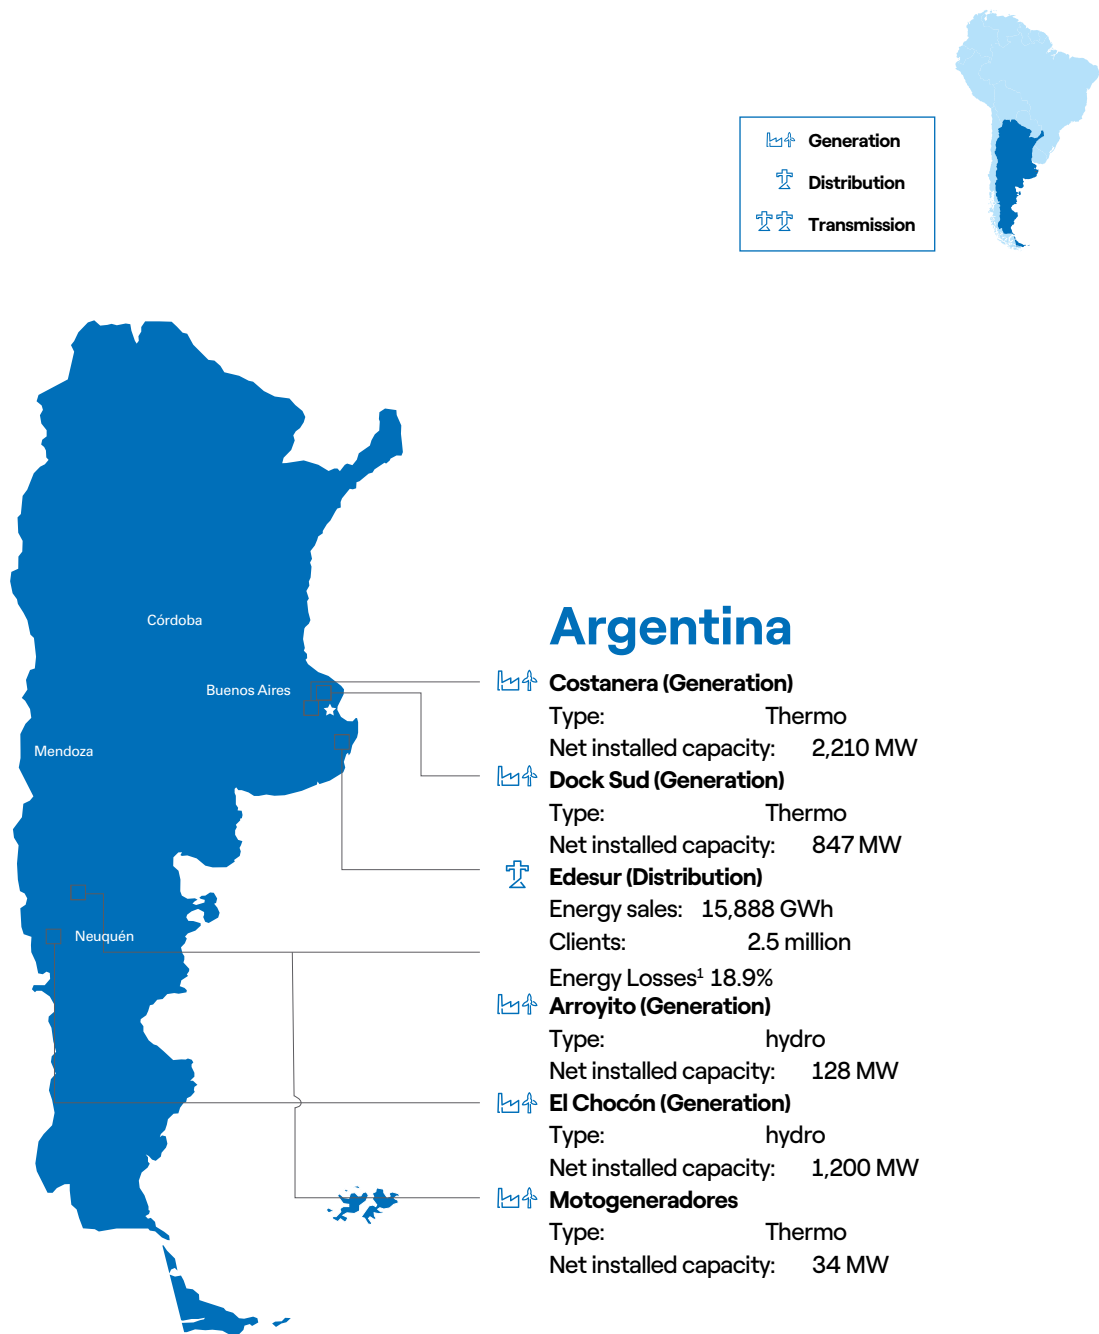 Generation
Distribution
Transmission
Córdoba
Buenos Aires
Mendoza
Neuquén
Argentina
Costanera (Generation)
Type: Thermo
Net installed capacity: 2,210 MW
Dock Sud (Generation)
Type: Thermo
Net installed capacity: 847 MW
Edesur (Distribution)
Energy sales: 15,888 GWh
Clients: 2.5 million
Energy Losses¹ 18.9%
Arroyito (Generation)
Type: hydro
Net installed capacity: 128 MW
El Chocón (Generation)
Type: hydro
Net installed capacity: 1,200 MW
Motogeneradores
Type: Thermo
Net installed capacity: 34 MW